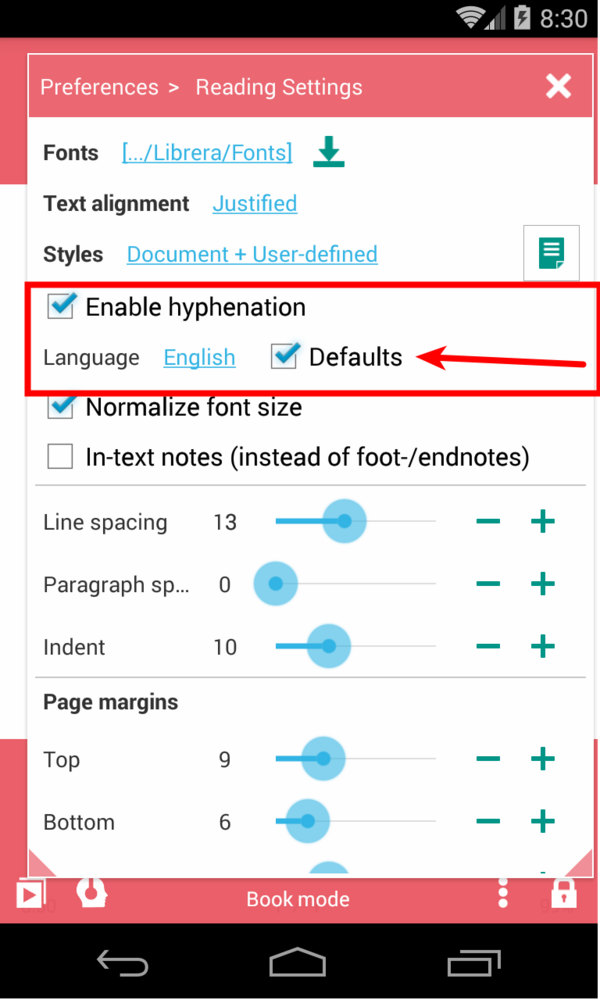 8:30
Preferences > Reading Settings
Fonts [.../Librera/Fonts]
Text alignment Justified
Styles Document + User-defined
Enable hyphenation
Language English Defaults
Normalize font size
In-text notes (instead of foot-/endnotes)
Line spacing 13
Paragraph sp... 0
Indent 10
Page margins
Top 9
Bottom 6
Book mode